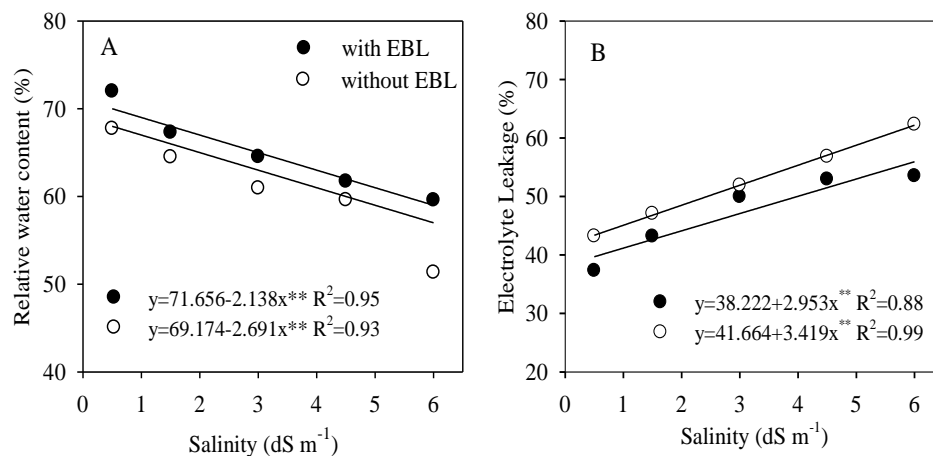 80
70
60
50
40
Relative water content (%)
A
with EBL
without EBL
y=71.656-2.138x** R²=0.95
y=69.174-2.691x** R²=0.93
0 1 2 3 4 5 6
Salinity (dS m⁻¹)
80
70
60
50
40
30
20
Electrolyte Leakage (%)
B
y=38.222+2.953x** R²=0.88
y=41.664+3.419x** R²=0.99
0 1 2 3 4 5 6
Salinity (dS m⁻¹)